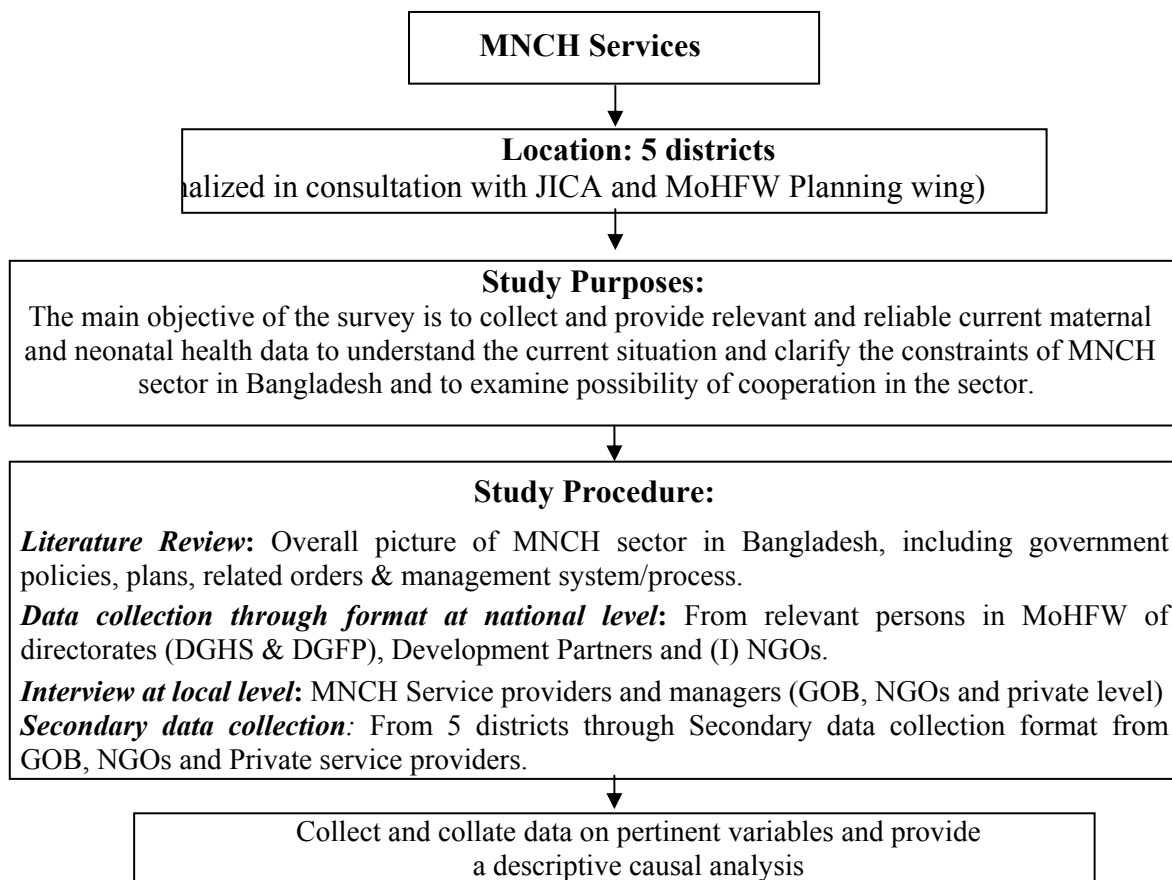 MNCH Services
Location: 5 districts
nalized in consultation with JICA and MoHFW Planning wing)
Study Purposes:
The main objective of the survey is to collect and provide relevant and reliable current maternal
and neonatal health data to understand the current situation and clarify the constraints of MNCH
sector in Bangladesh and to examine possibility of cooperation in the sector.
Study Procedure:
Literature Review: Overall picture of MNCH sector in Bangladesh, including government
policies, plans, related orders & management system/process.
Data collection through format at national level: From relevant persons in MoHFW of
directorates (DGHS & DGFP), Development Partners and (I) NGOs.
Interview at local level: MNCH Service providers and managers (GOB, NGOs and private level)
Secondary data collection: From 5 districts through Secondary data collection format from
GOB, NGOs and Private service providers.
Collect and collate data on pertinent variables and provide
a descriptive causal analysis